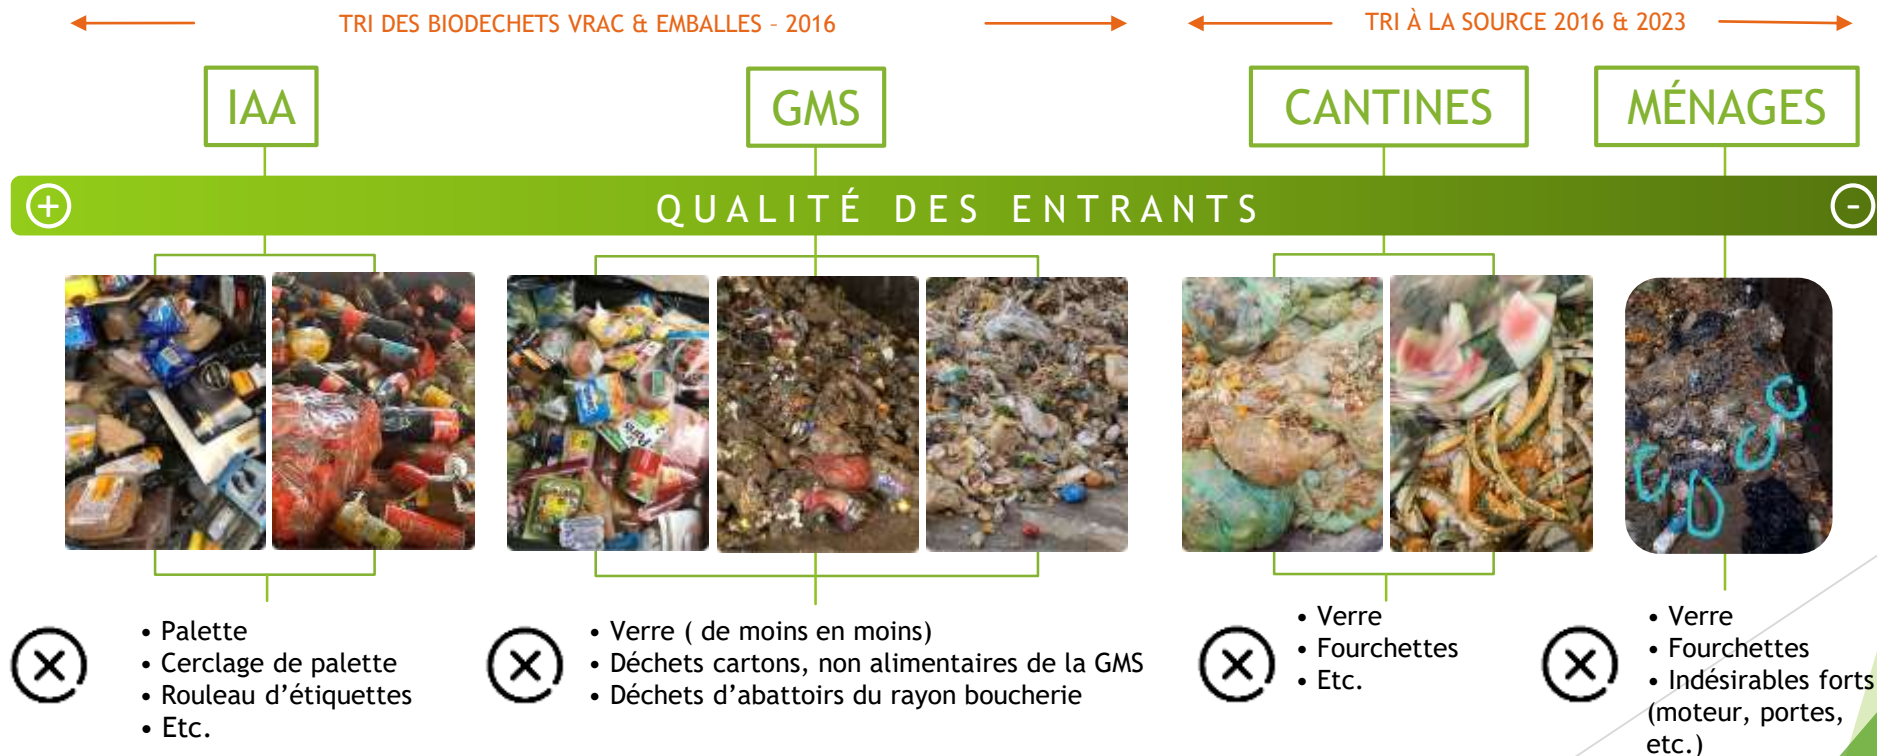 TRI DES BIODECHETS VRAC & EMBALLES – 2016
TRI À LA SOURCE 2016 & 2023
IAA
GMS
CANTINES
MÉNAGES
+
QUALITÉ DES ENTRANTS
-
• Palette
• Cerclage de palette
• Rouleau d'étiquettes
• Etc.
• Verre ( de moins en moins)
• Déchets cartons, non alimentaires de la GMS
• Déchets d'abattoirs du rayon boucherie
• Verre
• Fourchettes
• Etc.
• Verre
• Fourchettes
• Indésirables forts
(moteur, portes,
etc.)